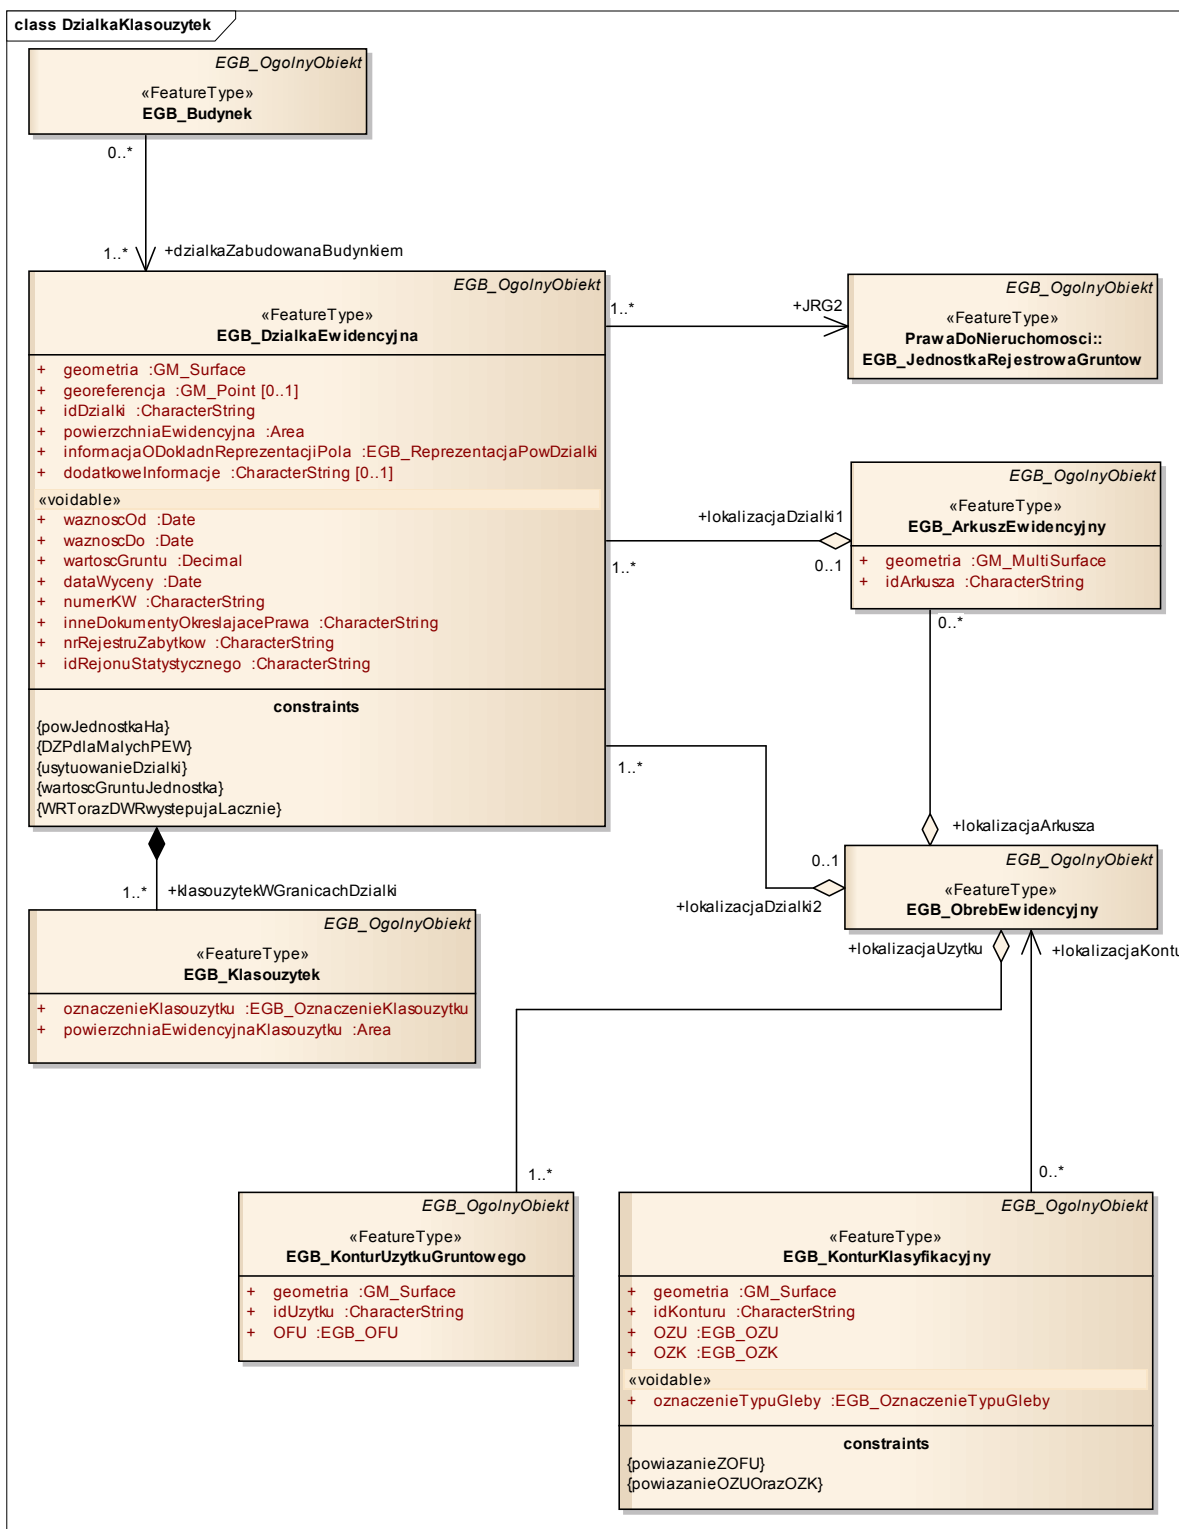 class DzialkaKlasouzytek
EGB_OgolnyObiekt
«FeatureType»
EGB_Budynek
0..*
1..*
+dzialkaZabudowanaBudynkiem
EGB_OgolnyObiekt
«FeatureType»
EGB_DzialkaEwidencyjna
+ geometria :GM_Surface
+ georeferencja :GM_Point [0..1]
+ idDzialki :CharacterString
+ powierzchniaEwidencyjna :Area
+ informacjaODokladnReprezentacjiPola :EGB_ReprezentacjaPowDzialki
+ dodatkoweInformacje :CharacterString [0..1]
«voidable»
+ waznoscOd :Date
+ waznoscDo :Date
+ wartoscGruntu :Decimal
+ dataWyceny :Date
+ numerKW :CharacterString
+ inneDokumentyOkreslajacePrawa :CharacterString
+ nrRejestruZabytkow :CharacterString
+ idRejonuStatystycznego :CharacterString
constraints
{powJednostkaHa}
{DZPdlaMalychPEW}
{usytuowanieDzialki}
{wartoscGruntuJednostka}
{WRTorazDWRwystepujaLacznie}
1..*
+JRG2
EGB_OgolnyObiekt
«FeatureType»
PrawaDoNieruchomosci::
EGB_JednostkaRejestrowaGruntow
+lokalizacjaDzialki1
1..*
0..1
EGB_OgolnyObiekt
«FeatureType»
EGB_ArkuszEwidencyjny
+ geometria :GM_MultiSurface
+ idArkusza :CharacterString
0..*
+lokalizacjaArkusza
1..*
0..1
+lokalizacjaDzialki2
EGB_OgolnyObiekt
«FeatureType»
EGB_ObrebEwidencyjny
+lokalizacjaUzytku
+lokalizacjaKontu
1..*
+klasouzytekWGranicachDzialki
EGB_OgolnyObiekt
«FeatureType»
EGB_Klasouzytek
+ oznaczenieKlasouzytku :EGB_OznaczenieKlasouzytku
+ powierzchniaEwidencyjnaKlasouzytku :Area
1..*
0..*
EGB_OgolnyObiekt
«FeatureType»
EGB_KonturUzytkuGruntowego
+ geometria :GM_Surface
+ idUzytku :CharacterString
+ OFU :EGB_OFU
EGB_OgolnyObiekt
«FeatureType»
EGB_KonturKlasyfikacyjny
+ geometria :GM_Surface
+ idKonturu :CharacterString
+ OZU :EGB_OZU
+ OZK :EGB_OZK
«voidable»
+ oznaczenieTypuGleby :EGB_OznaczenieTypuGleby
constraints
{powiazanieZOFU}
{powiazanieOZUOrazOZK}